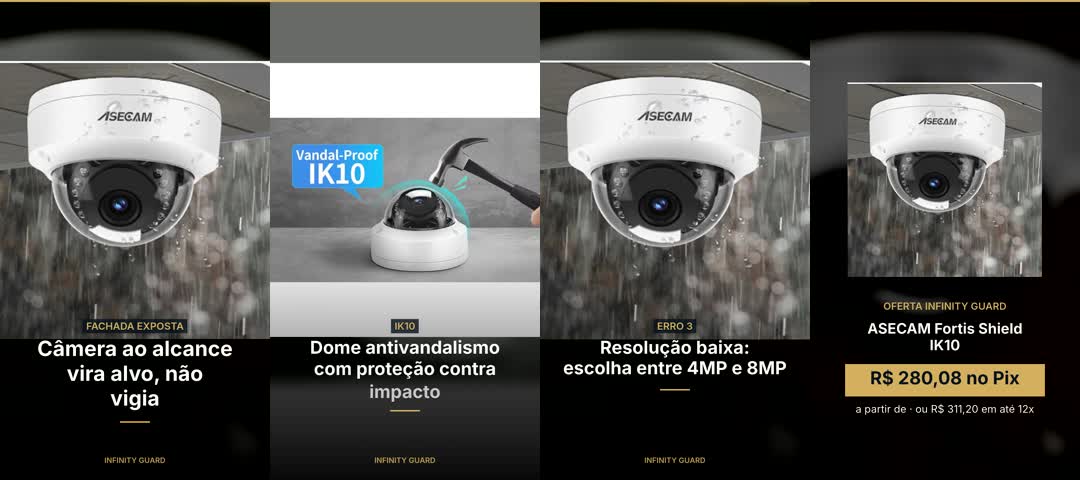 ASECAM
FACHADA EXPOSTA
Câmera ao alcance
vira alvo, não
vigia
INFINITY GUARD
Vandal-Proof
IK10
IK10
Dome antivandalismo
com proteção contra
impacto
INFINITY GUARD
ASECAM
ERRO 3
Resolução baixa:
escolha entre 4MP e 8MP
INFINITY GUARD
ASECAM
OFERTA INFINITY GUARD
ASECAM Fortis Shield
IK10
R$ 280,08 no Pix
a partir de · ou R$ 311,20 em até 12x